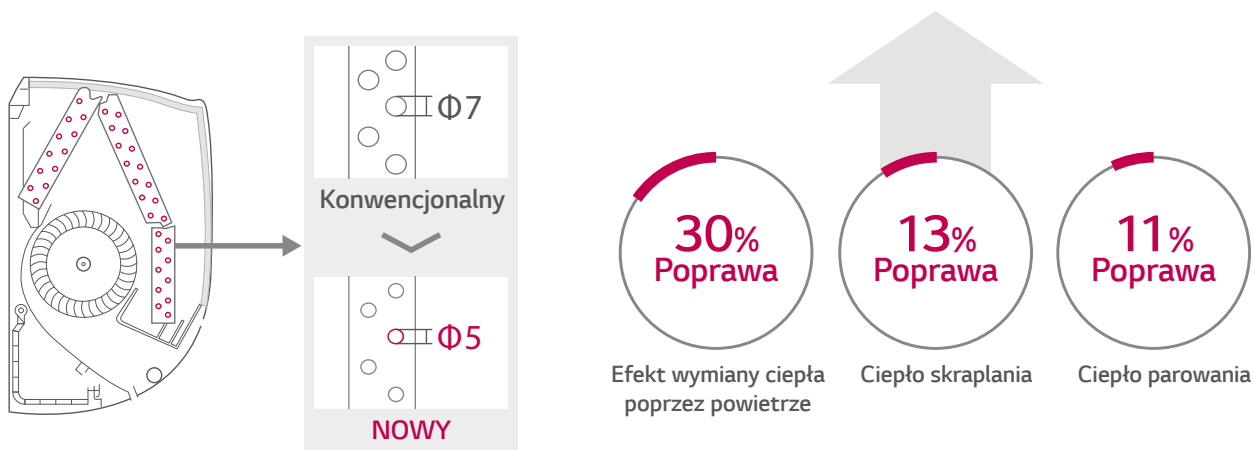 Φ7
Konwencjonalny
Φ5
NOWY
30%
Poprawa
Efekt wymiany ciepła
poprzez powietrze
13%
Poprawa
Ciepło skraplania
11%
Poprawa
Ciepło parowania